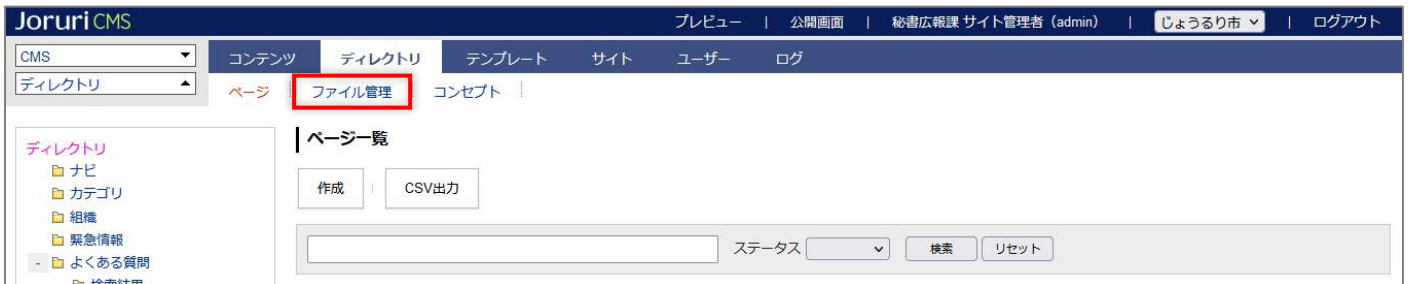 Joruri CMS プレビュー | 公開画面 | 秘書広報課 サイト管理者（admin） | じょうるり市 | ログアウト
CMS コンテンツ ディレクトリ テンプレート サイト ユーザー ログ
ディレクトリ ページ ファイル管理 コンセプト
ページ一覧
作成 CSV出力
ステータス 検索 リセット
ディレクトリ
ナビ
カテゴリ
組織
緊急情報
- よくある質問
検索結果